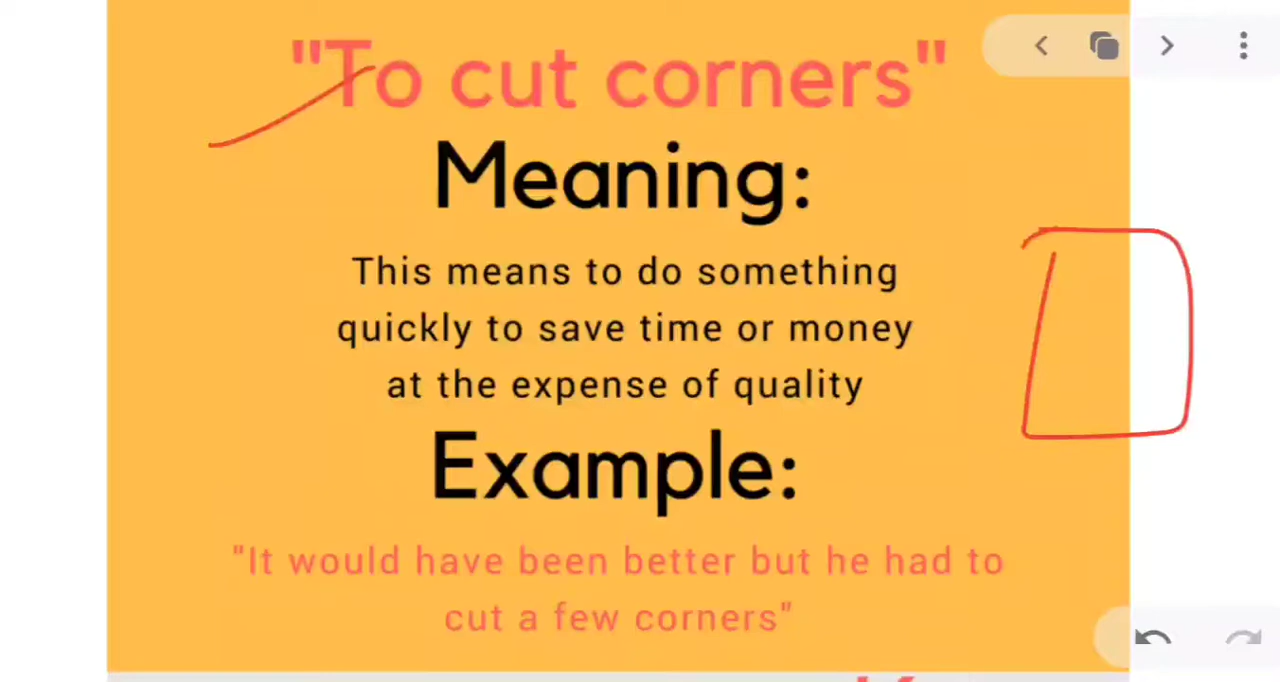 "To cut corners"
Meaning:
This means to do something
quickly to save time or money
at the expense of quality
Example:
"It would have been better but he had to
cut a few corners"